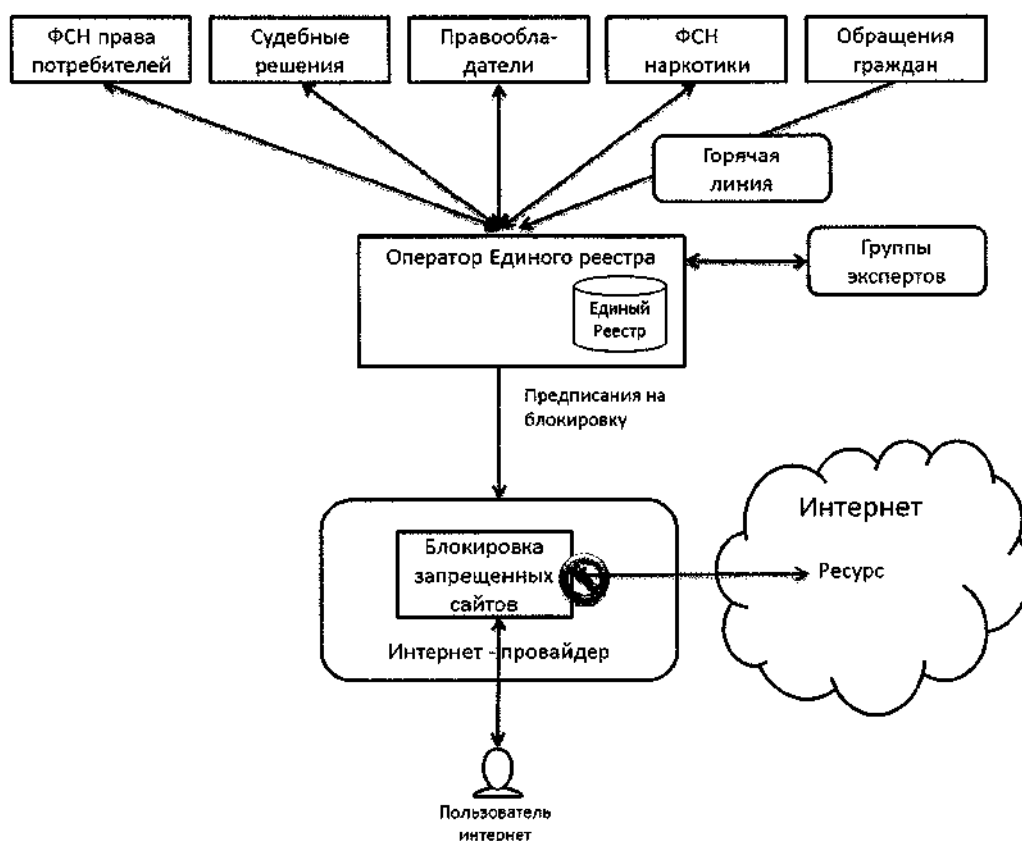 ФСН права
потребителей
Судебные
решения
Правообла-
датели
ФСН
наркотики
Обращения
граждан
Горячая
линия
Оператор Единого реестра
Группы
экспертов
Единый
Реестр
Предписания на
блокировку
Интернет
Блокировка
запрещенных
сайтов
Ресурс
Интернет - провайдер
Пользователь
интернет